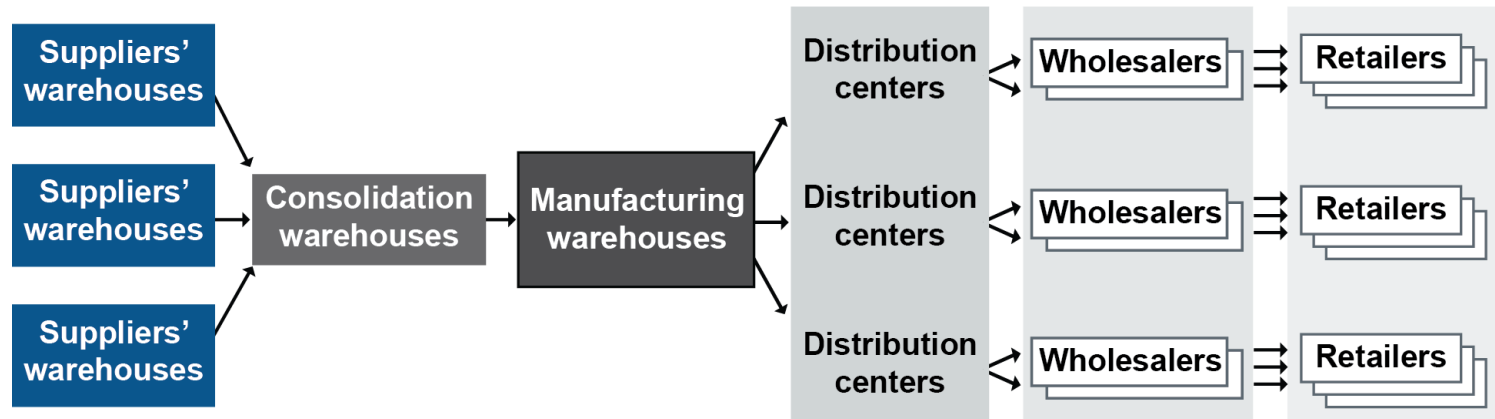 Suppliers’
warehouses
Suppliers’
warehouses
Suppliers’
warehouses
Consolidation
warehouses
Manufacturing
warehouses
Distribution
centers
Distribution
centers
Distribution
centers
Wholesalers
Wholesalers
Wholesalers
Retailers
Retailers
Retailers